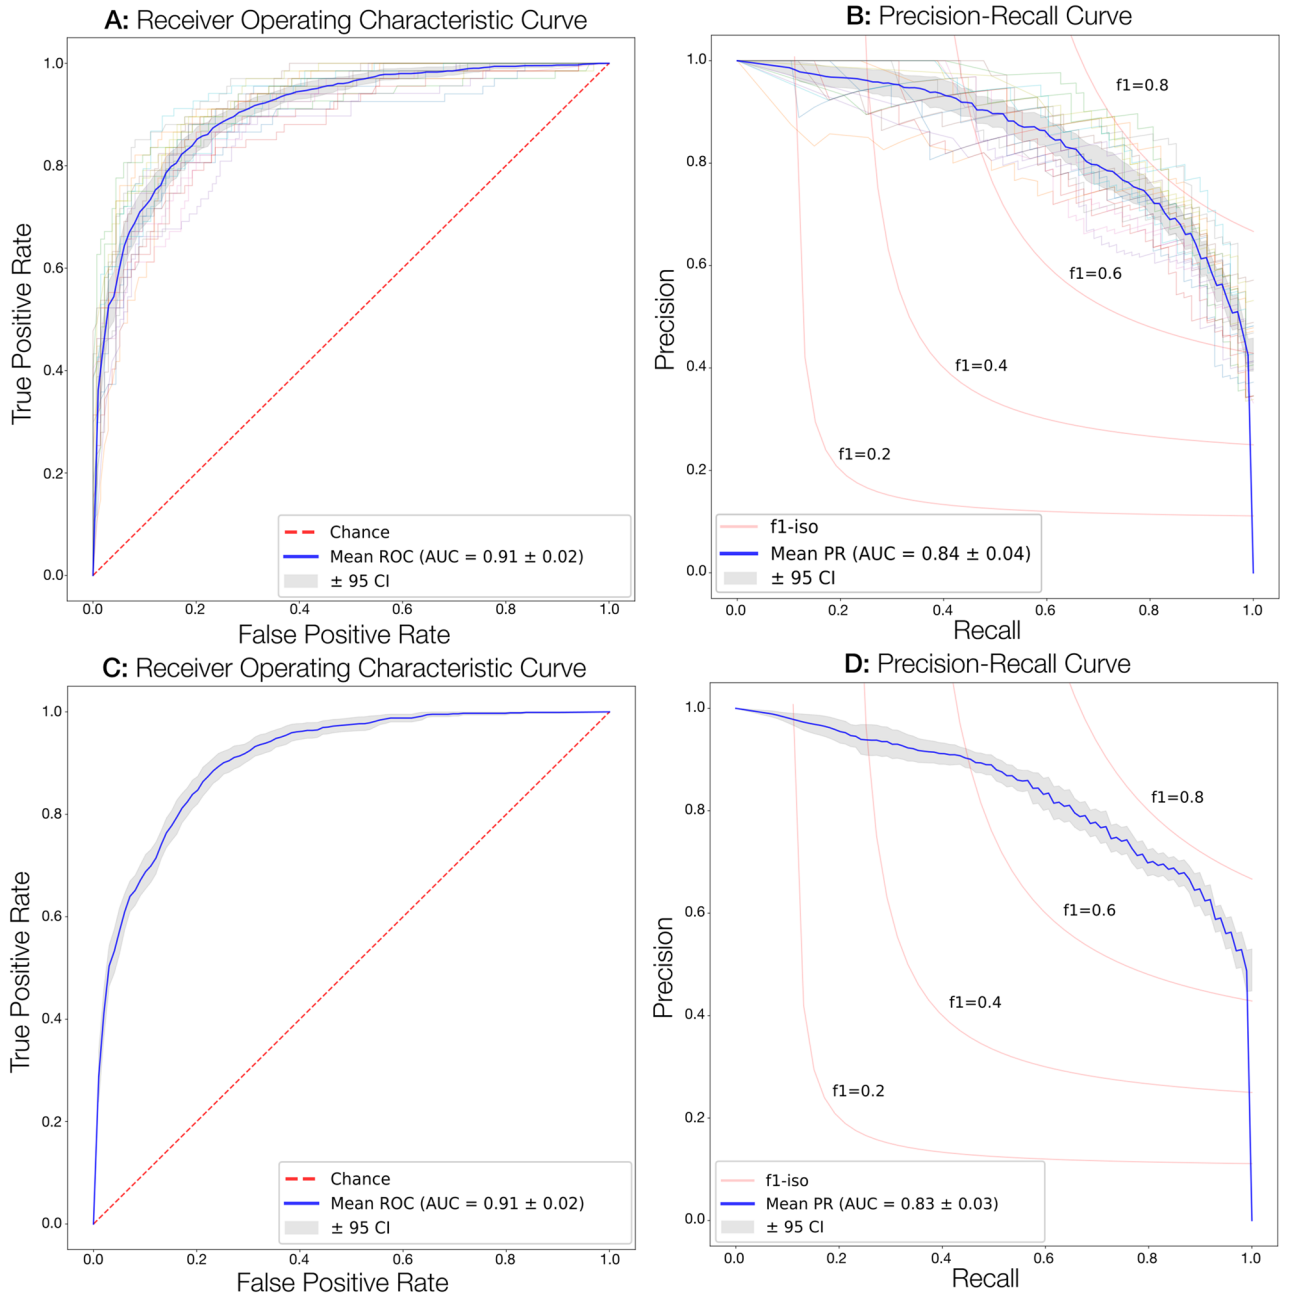 A: Receiver Operating Characteristic Curve
True Positive Rate
1.0
0.8
0.6
0.4
0.2
0.0
Chance
Mean ROC (AUC = 0.91 ± 0.02)
± 95 CI
0.0 0.2 0.4 0.6 0.8 1.0
False Positive Rate
B: Precision-Recall Curve
Precision
1.0
0.8
0.6
0.4
0.2
0.0
f1=0.8
f1=0.6
f1=0.4
f1=0.2
f1-iso
Mean PR (AUC = 0.84 ± 0.04)
± 95 CI
0.0 0.2 0.4 0.6 0.8 1.0
Recall
C: Receiver Operating Characteristic Curve
True Positive Rate
1.0
0.8
0.6
0.4
0.2
0.0
Chance
Mean ROC (AUC = 0.91 ± 0.02)
± 95 CI
0.0 0.2 0.4 0.6 0.8 1.0
False Positive Rate
D: Precision-Recall Curve
Precision
1.0
0.8
0.6
0.4
0.2
0.0
f1=0.8
f1=0.6
f1=0.4
f1=0.2
f1-iso
Mean PR (AUC = 0.83 ± 0.03)
± 95 CI
0.0 0.2 0.4 0.6 0.8 1.0
Recall